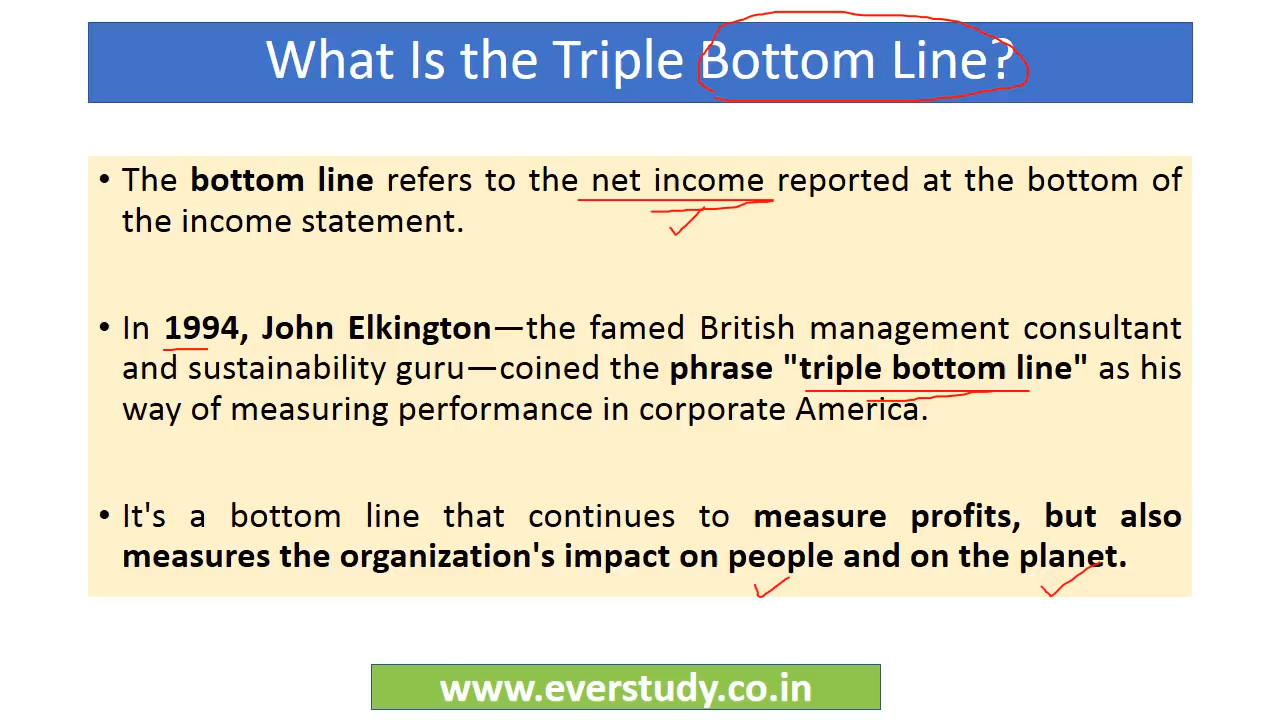 What Is the Triple Bottom Line?
• The bottom line refers to the net income reported at the bottom of
the income statement.
• In 1994, John Elkington—the famed British management consultant
and sustainability guru—coined the phrase "triple bottom line" as his
way of measuring performance in corporate America.
• It's a bottom line that continues to measure profits, but also
measures the organization's impact on people and on the planet.
www.everstudy.co.in